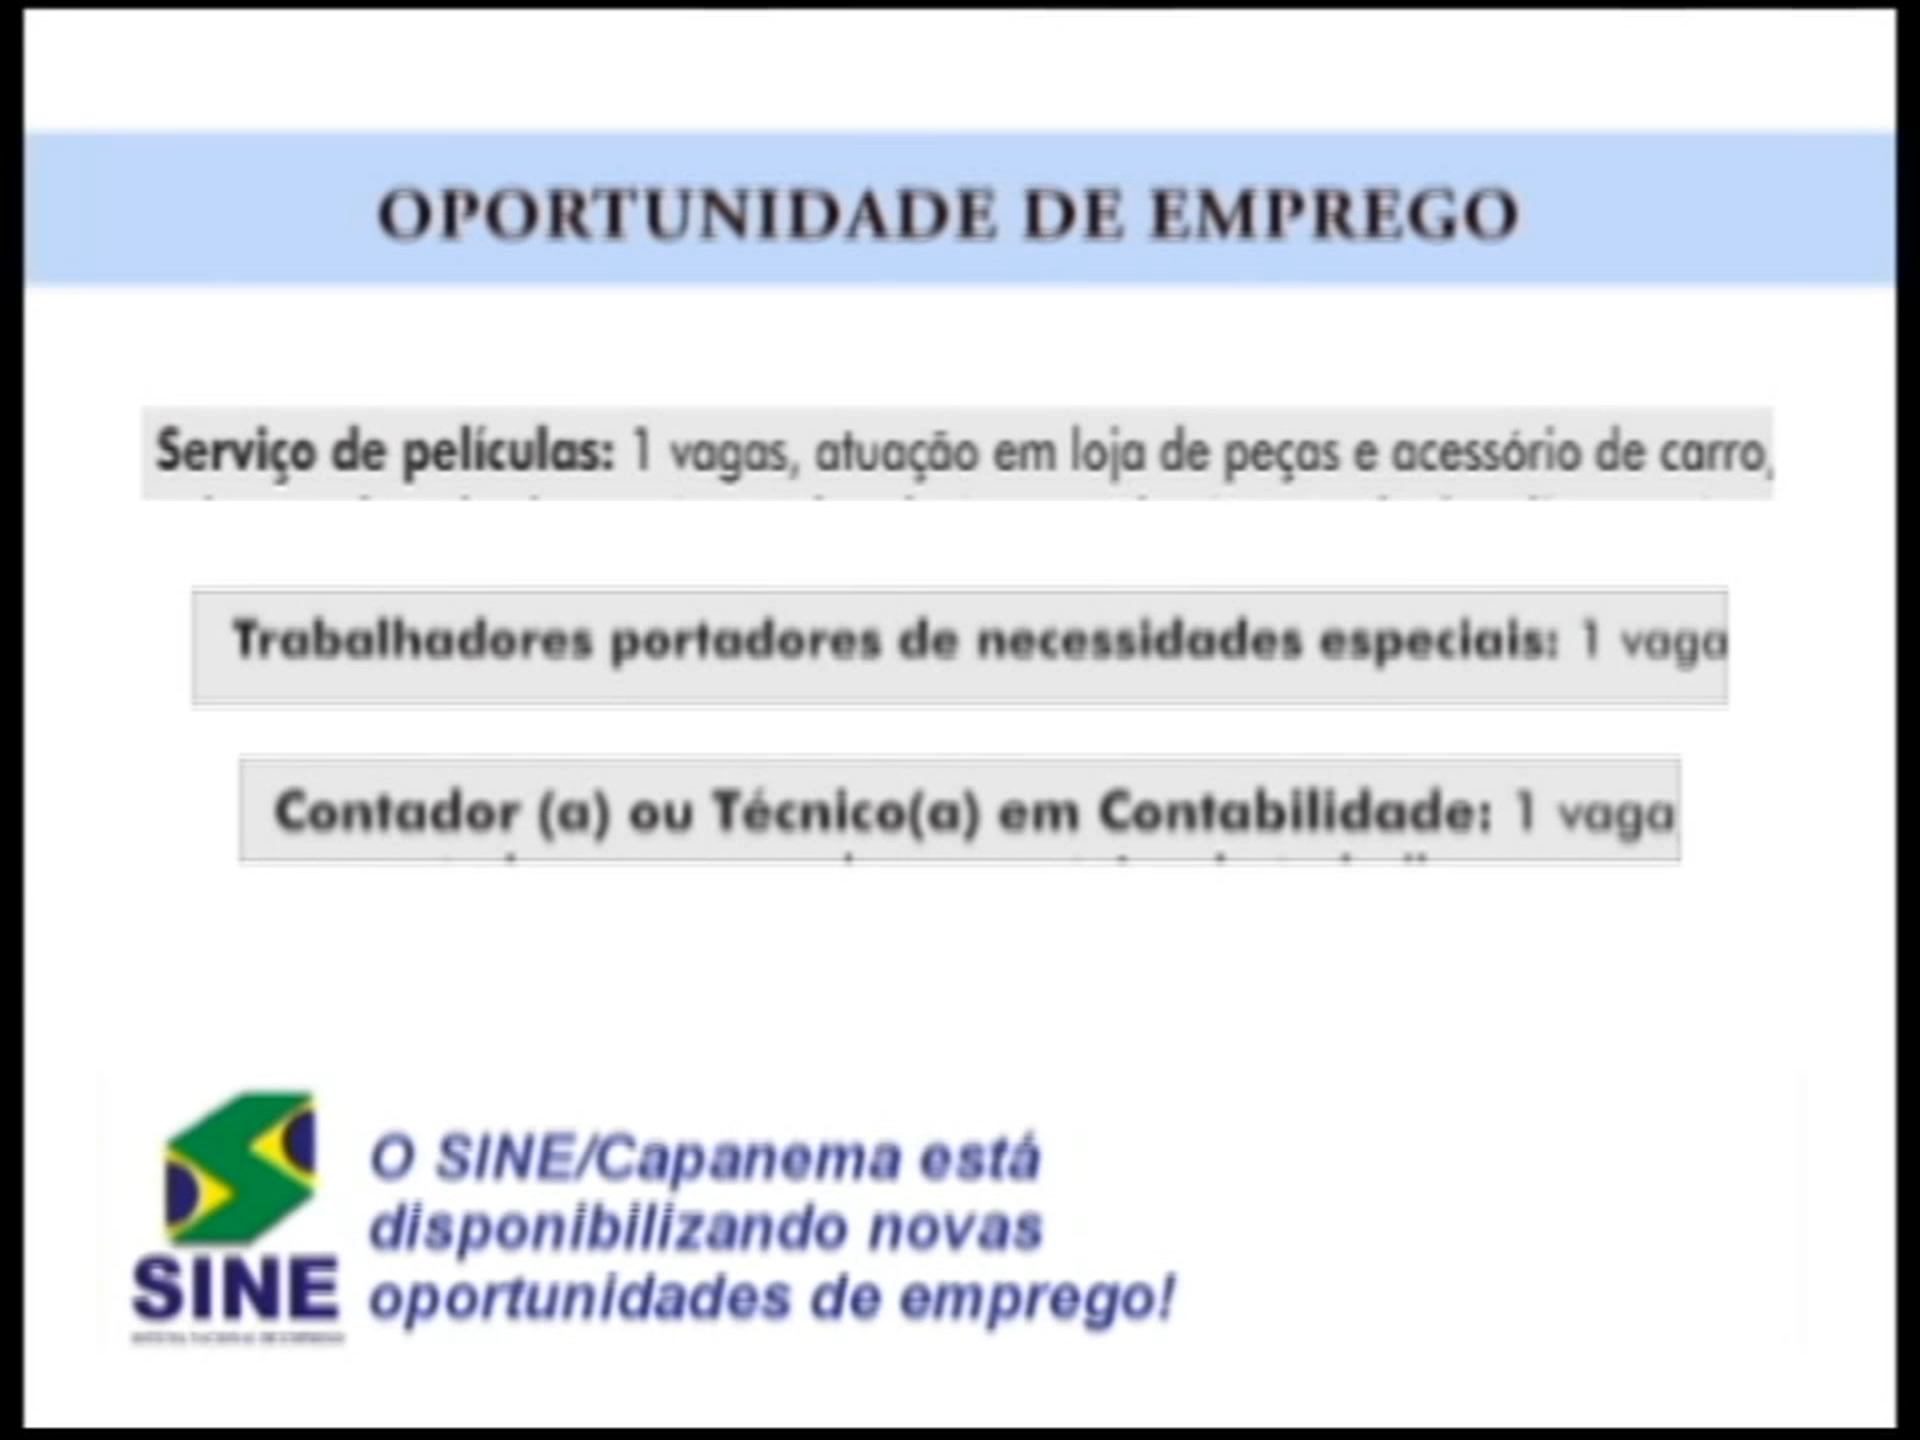 OPORTUNIDADE DE EMPREGO
Serviço de películas: 1 vagas, atuação em loja de peças e acessório de carro,
Trabalhadores portadores de necessidades especiais: 1 vaga
Contador (a) ou Técnico(a) em Contabilidade: 1 vaga
O SINE/Capanema está
disponibilizando novas
oportunidades de emprego!
SINE